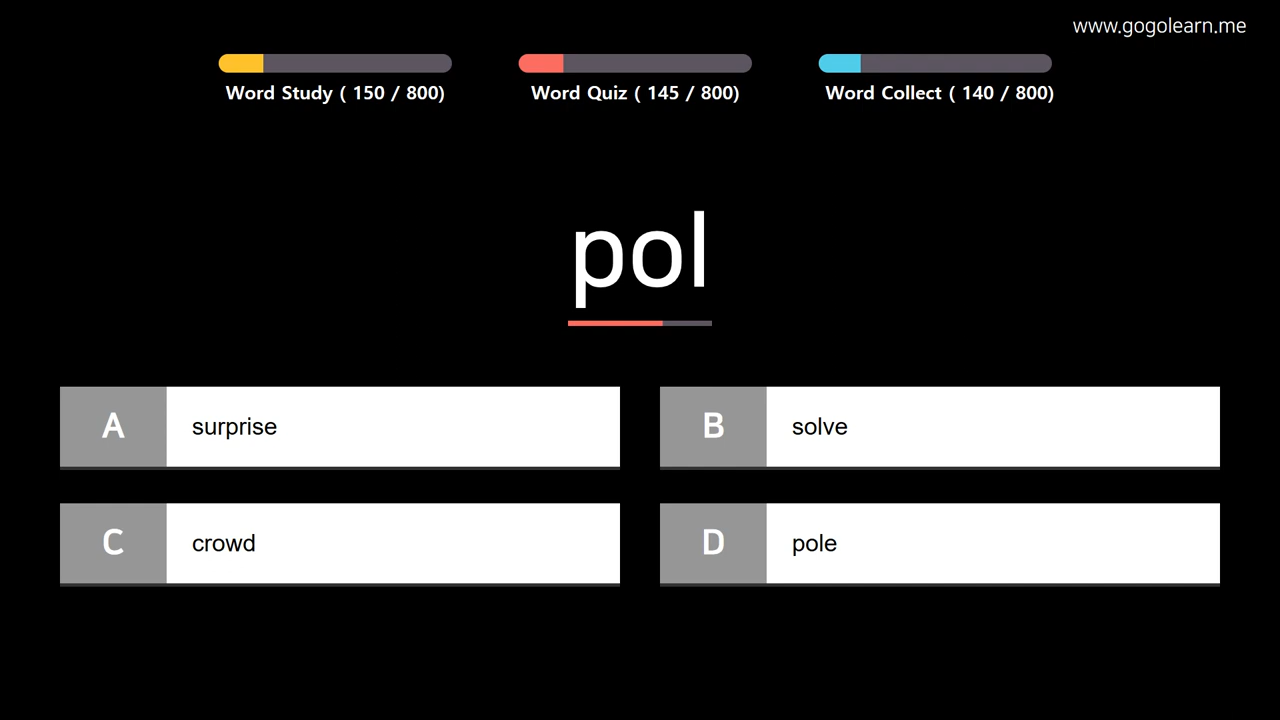 www.gogolearn.me
Word Study ( 150 / 800)
Word Quiz ( 145 / 800)
Word Collect ( 140 / 800)
pol
A surprise
B solve
C crowd
D pole